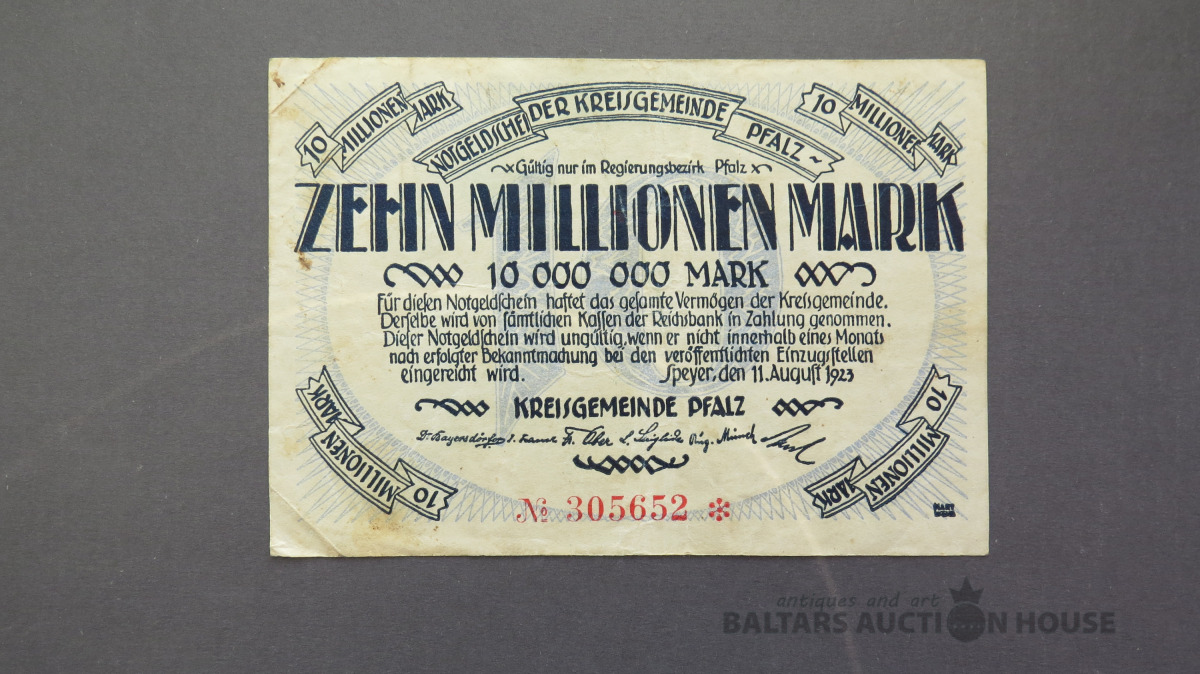 10 MILLIONEN MARK
NOTGELDSCHEI DER KREISGEMEINDE PFALZ ~
10 MILLIONEN MARK
Gültig nur im Regierungsbezirk Pfalz
ZEHN MILLIONEN MARK
10 000 000 MARK
Für dieſen Notgeldſchein haftet das geſamte Vermögen der Kreiſgemeinde.
Derſelbe wird von ſämtlichen Kaſſen der Reichsbank in Zahlung genommen.
Dieſer Notgeldſchein wird ungültig, wenn er nicht innerhalb eines Monats
nach erfolgter Bekanntmachung bei den veröffentlichten Einzugsſtellen
eingereicht wird. Speyer, den 11. August 1923
KREISGEMEINDE PFALZ
Dr. Bayersdörfer
№ 305652 *
MILLIONEN MARK 10
10 MILLIONEN MARK
antiques and art
BALTARS AUCTION HOUSE